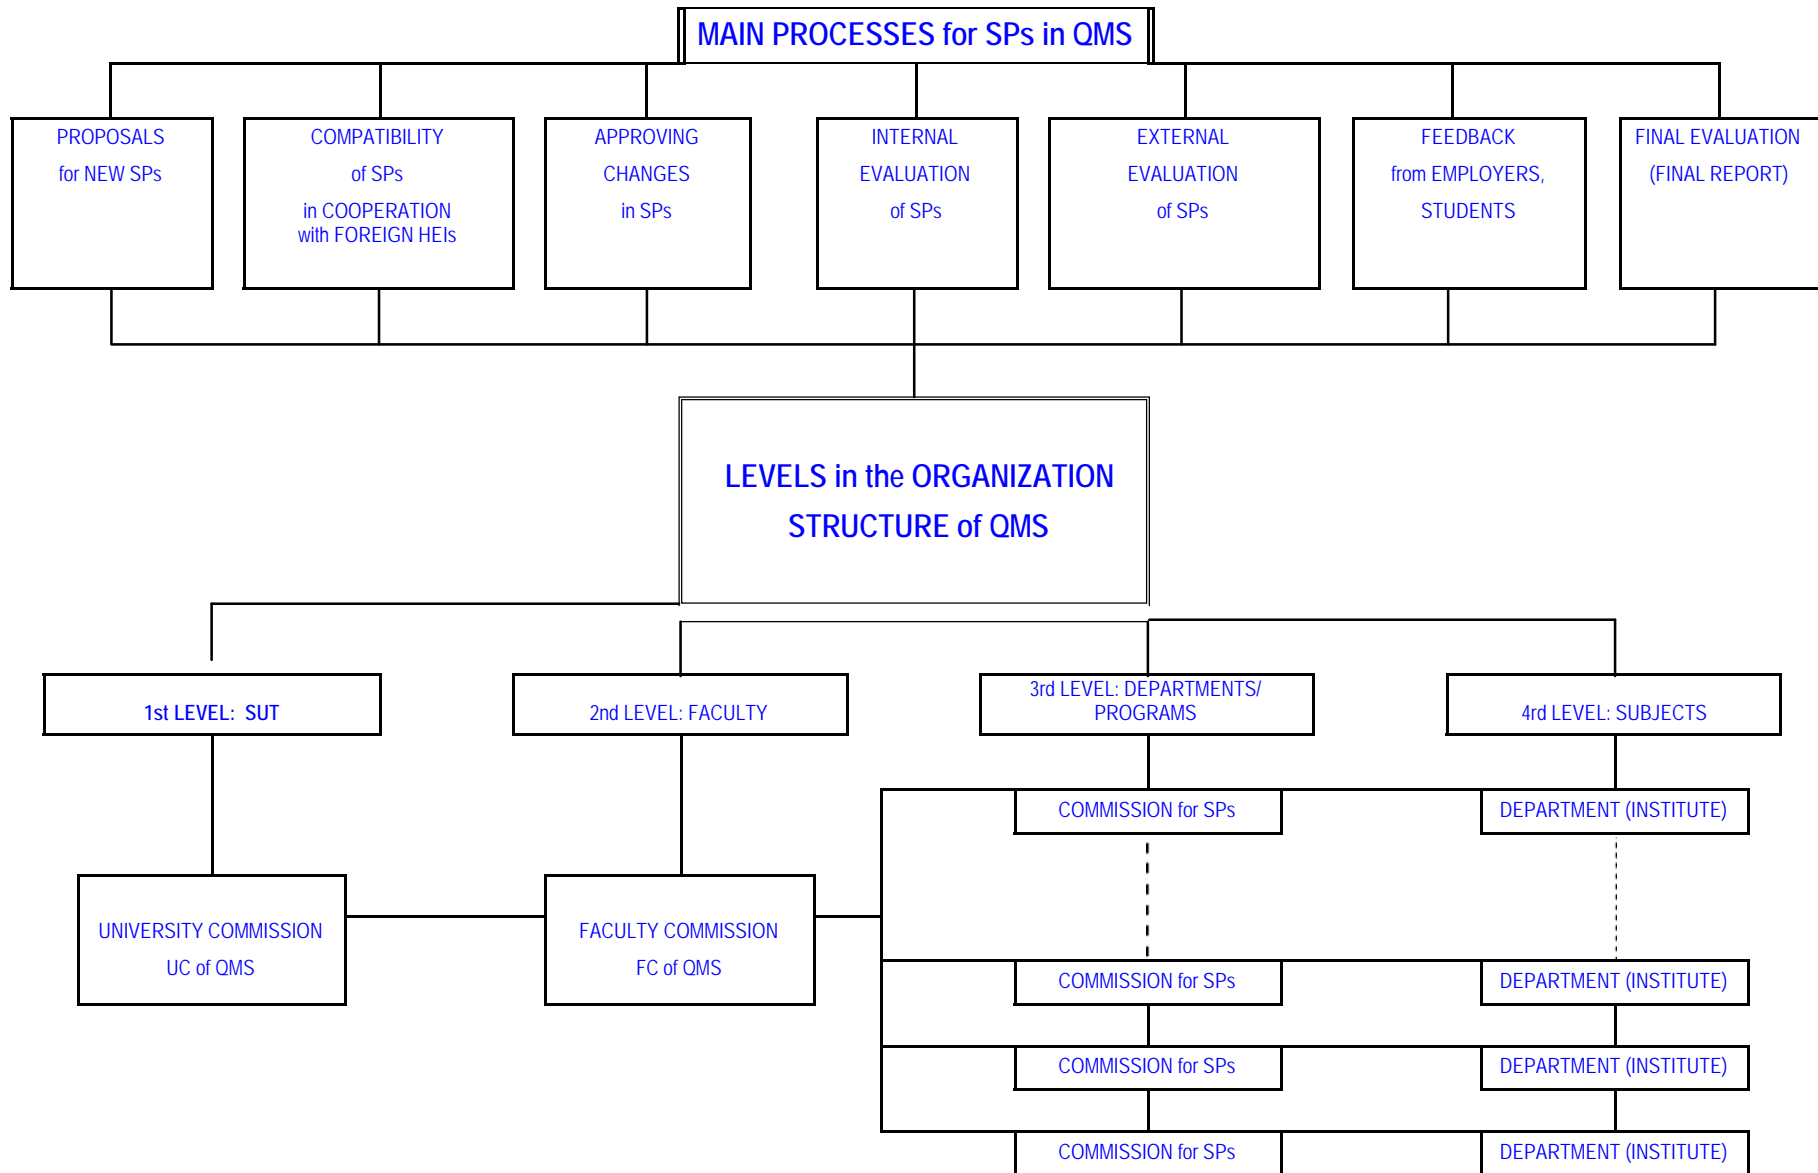 MAIN PROCESSES for SPs in QMS
PROPOSALS
for NEW SPs
COMPATIBILITY
of SPs
in COOPERATION
with FOREIGN HEIs
APPROVING
CHANGES
in SPs
INTERNAL
EVALUATION
of SPs
EXTERNAL
EVALUATION
of SPs
FEEDBACK
from EMPLOYERS,
STUDENTS
FINAL EVALUATION
(FINAL REPORT)
LEVELS in the ORGANIZATION
STRUCTURE of QMS
1st LEVEL: SUT
2nd LEVEL: FACULTY
3rd LEVEL: DEPARTMENTS/
PROGRAMS
4rd LEVEL: SUBJECTS
COMMISSION for SPs
DEPARTMENT (INSTITUTE)
UNIVERSITY COMMISSION
UC of QMS
FACULTY COMMISSION
FC of QMS
COMMISSION for SPs
DEPARTMENT (INSTITUTE)
COMMISSION for SPs
DEPARTMENT (INSTITUTE)
COMMISSION for SPs
DEPARTMENT (INSTITUTE)